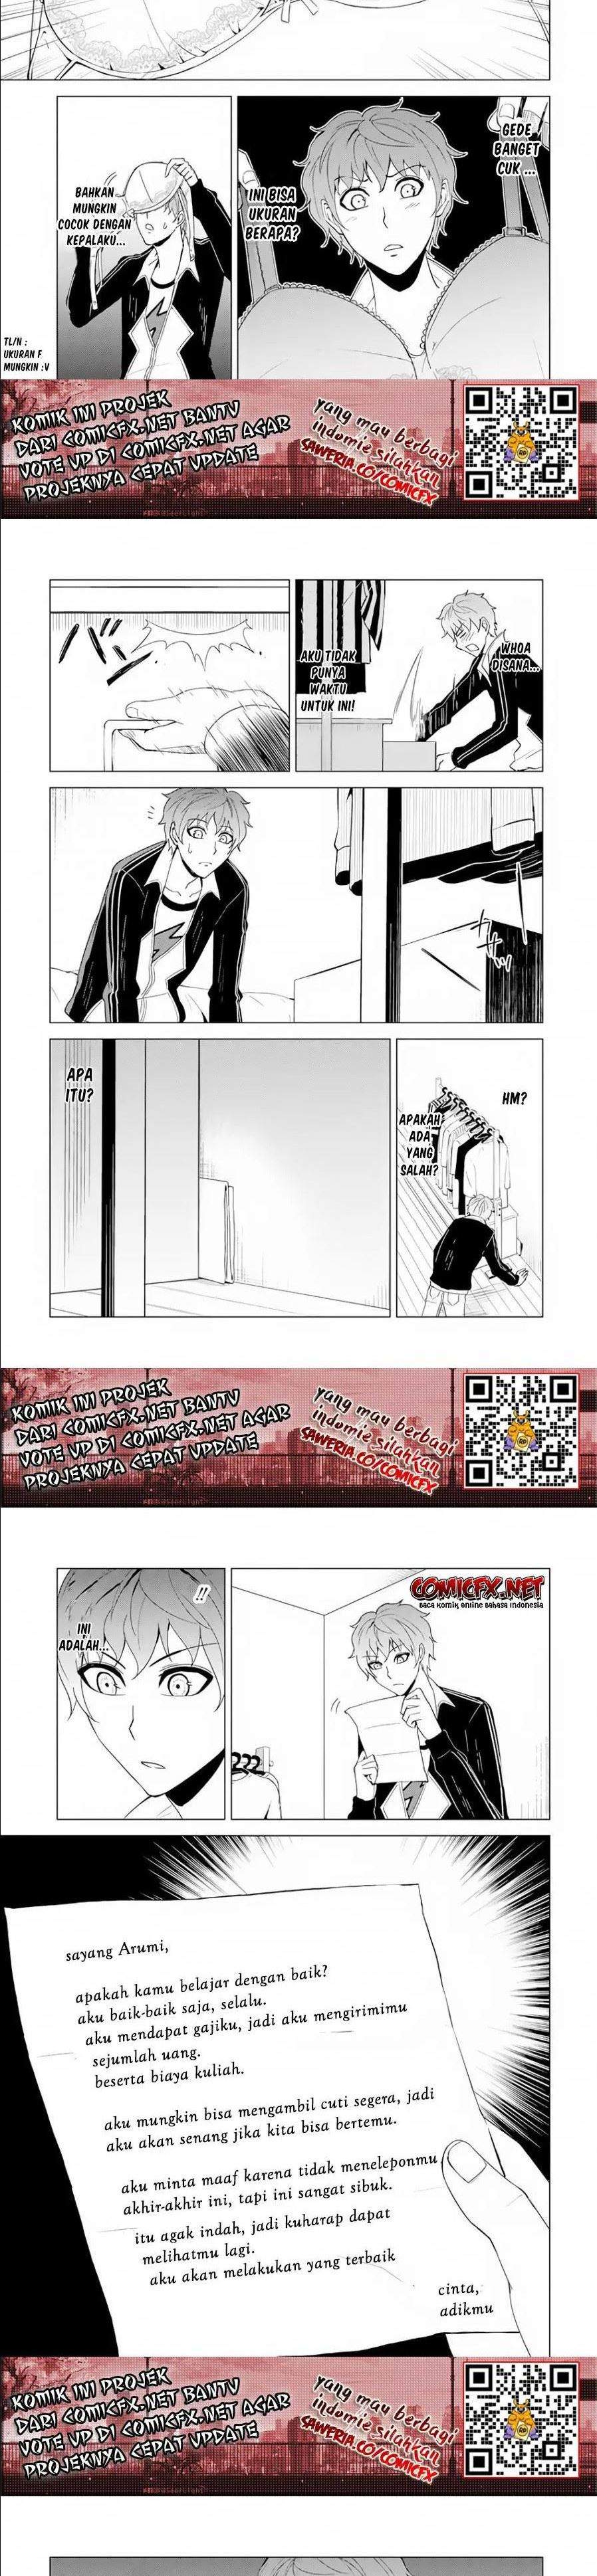 GEDE
BANGET
CUK ...
INI BISA
UKURAN
BERAPA?
BAHKAN
MUNGKIN
COCOK DENGAN
KEPALAKU...
TL/N :
UKURAN F
MUNGKIN :V
KOMIK INI PROJEK
DARI COMICFX.NET BANTU
VOTE UP DI COMICFX.NET AGAR
PROJEKNYA CEPAT UPDATE
yang mau berbagi
indomie silahkan
SAWERIA.CO/COMICFX
WHOA
DISANA...
AKU TIDAK
PUNYA
WAKTU
UNTUK INI!
バババ
ガサッ
HM?
APAKAH
ADA
YANG
SALAH?
APA
ITU?
KOMIK INI PROJEK
DARI COMICFX.NET BANTU
VOTE UP DI COMICFX.NET AGAR
PROJEKNYA CEPAT UPDATE
yang mau berbagi
indomie silahkan
SAWERIA.CO/COMICFX
COMICFX.NET
Baca Komik Online Bahasa Indonesia
!!
INI
ADALAH...
sayang Arumi,
apakah kamu belajar dengan baik?
aku baik-baik saja, selalu.
aku mendapat gajiku, jadi aku mengirimimu
sejumlah uang.
beserta biaya kuliah.
aku mungkin bisa mengambil cuti segera, jadi
aku akan senang jika kita bisa bertemu.
aku minta maaf karena tidak meneleponmu
akhir-akhir ini, tapi ini sangat sibuk.
itu agak indah, jadi kuharap dapat
melihatmu lagi.
aku akan melakukan yang terbaik
cinta,
adikmu
KOMIK INI PROJEK
DARI COMICFX.NET BANTU
VOTE UP DI COMICFX.NET AGAR
PROJEKNYA CEPAT UPDATE
yang mau berbagi
indomie silahkan
SAWERIA.CO/COMICFX